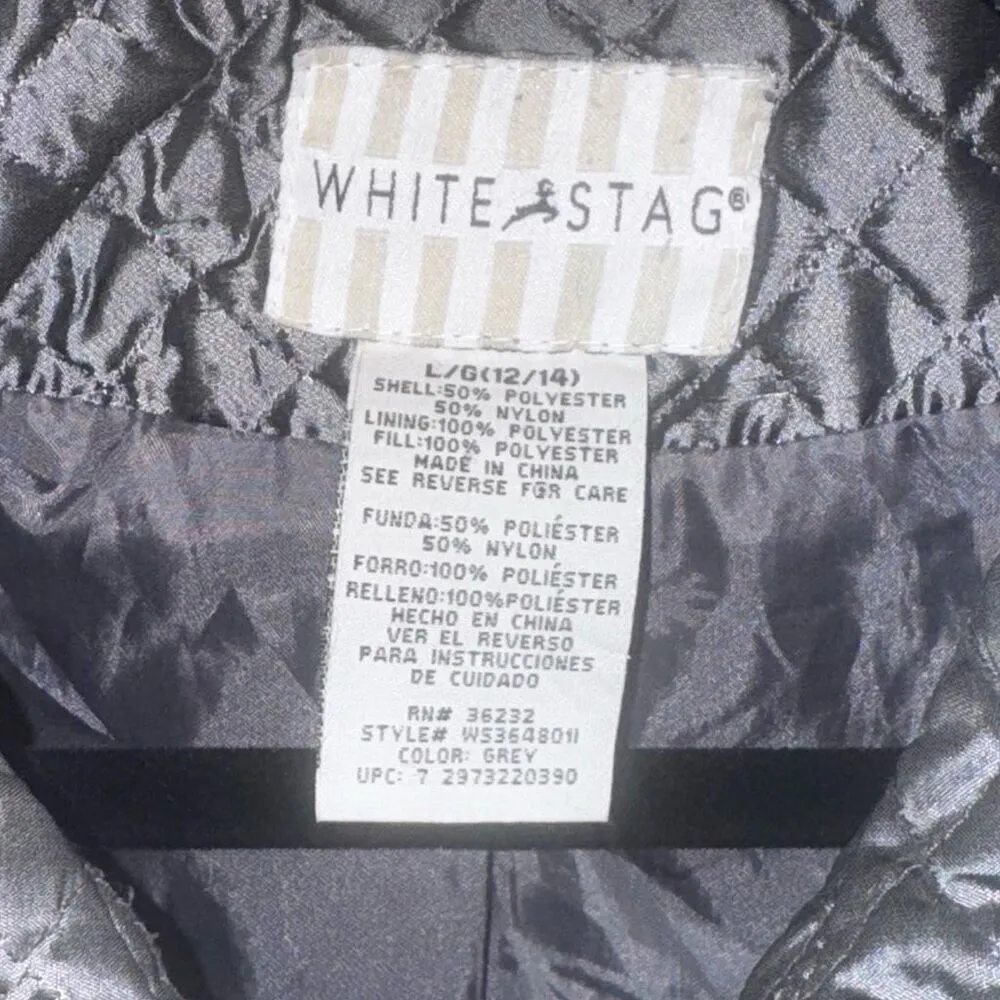 WHITE STAG®
L/G(12/14)
SHELL:50% POLYESTER
50% NYLON
LINING:100% POLYESTER
FILL:100% POLYESTER
MADE IN CHINA
SEE REVERSE FOR CARE
FUNDA:50% POLIÉSTER
50% NYLON
FORRO:100% POLIÉSTER
RELLENO:100%POLIÉSTER
HECHO EN CHINA
VER EL REVERSO
PARA INSTRUCCIONES
DE CUIDADO
RN# 36232
STYLE# WS364801I
COLOR: GREY
UPC: 7 2973220390